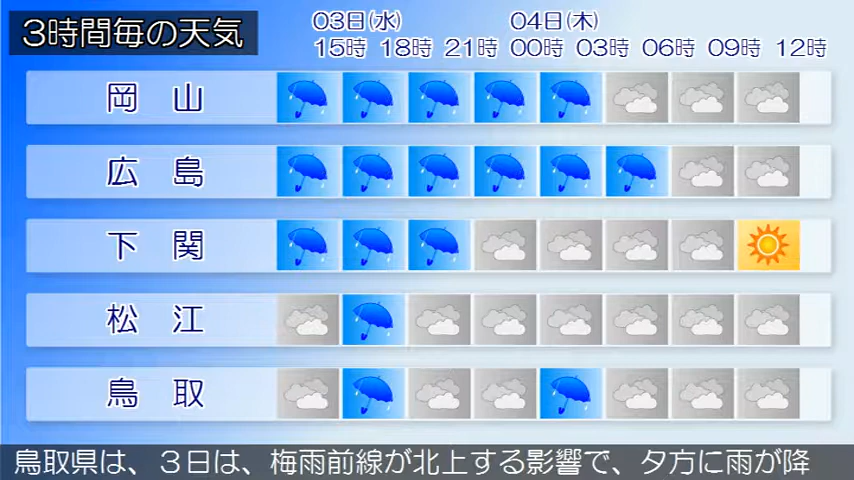 3時間毎の天気
03日(水) 04日(木)
15時 18時 21時 00時 03時 06時 09時 12時
岡 山
広 島
下 関
松 江
鳥 取
鳥取県は、３日は、梅雨前線が北上する影響で、夕方に雨が降